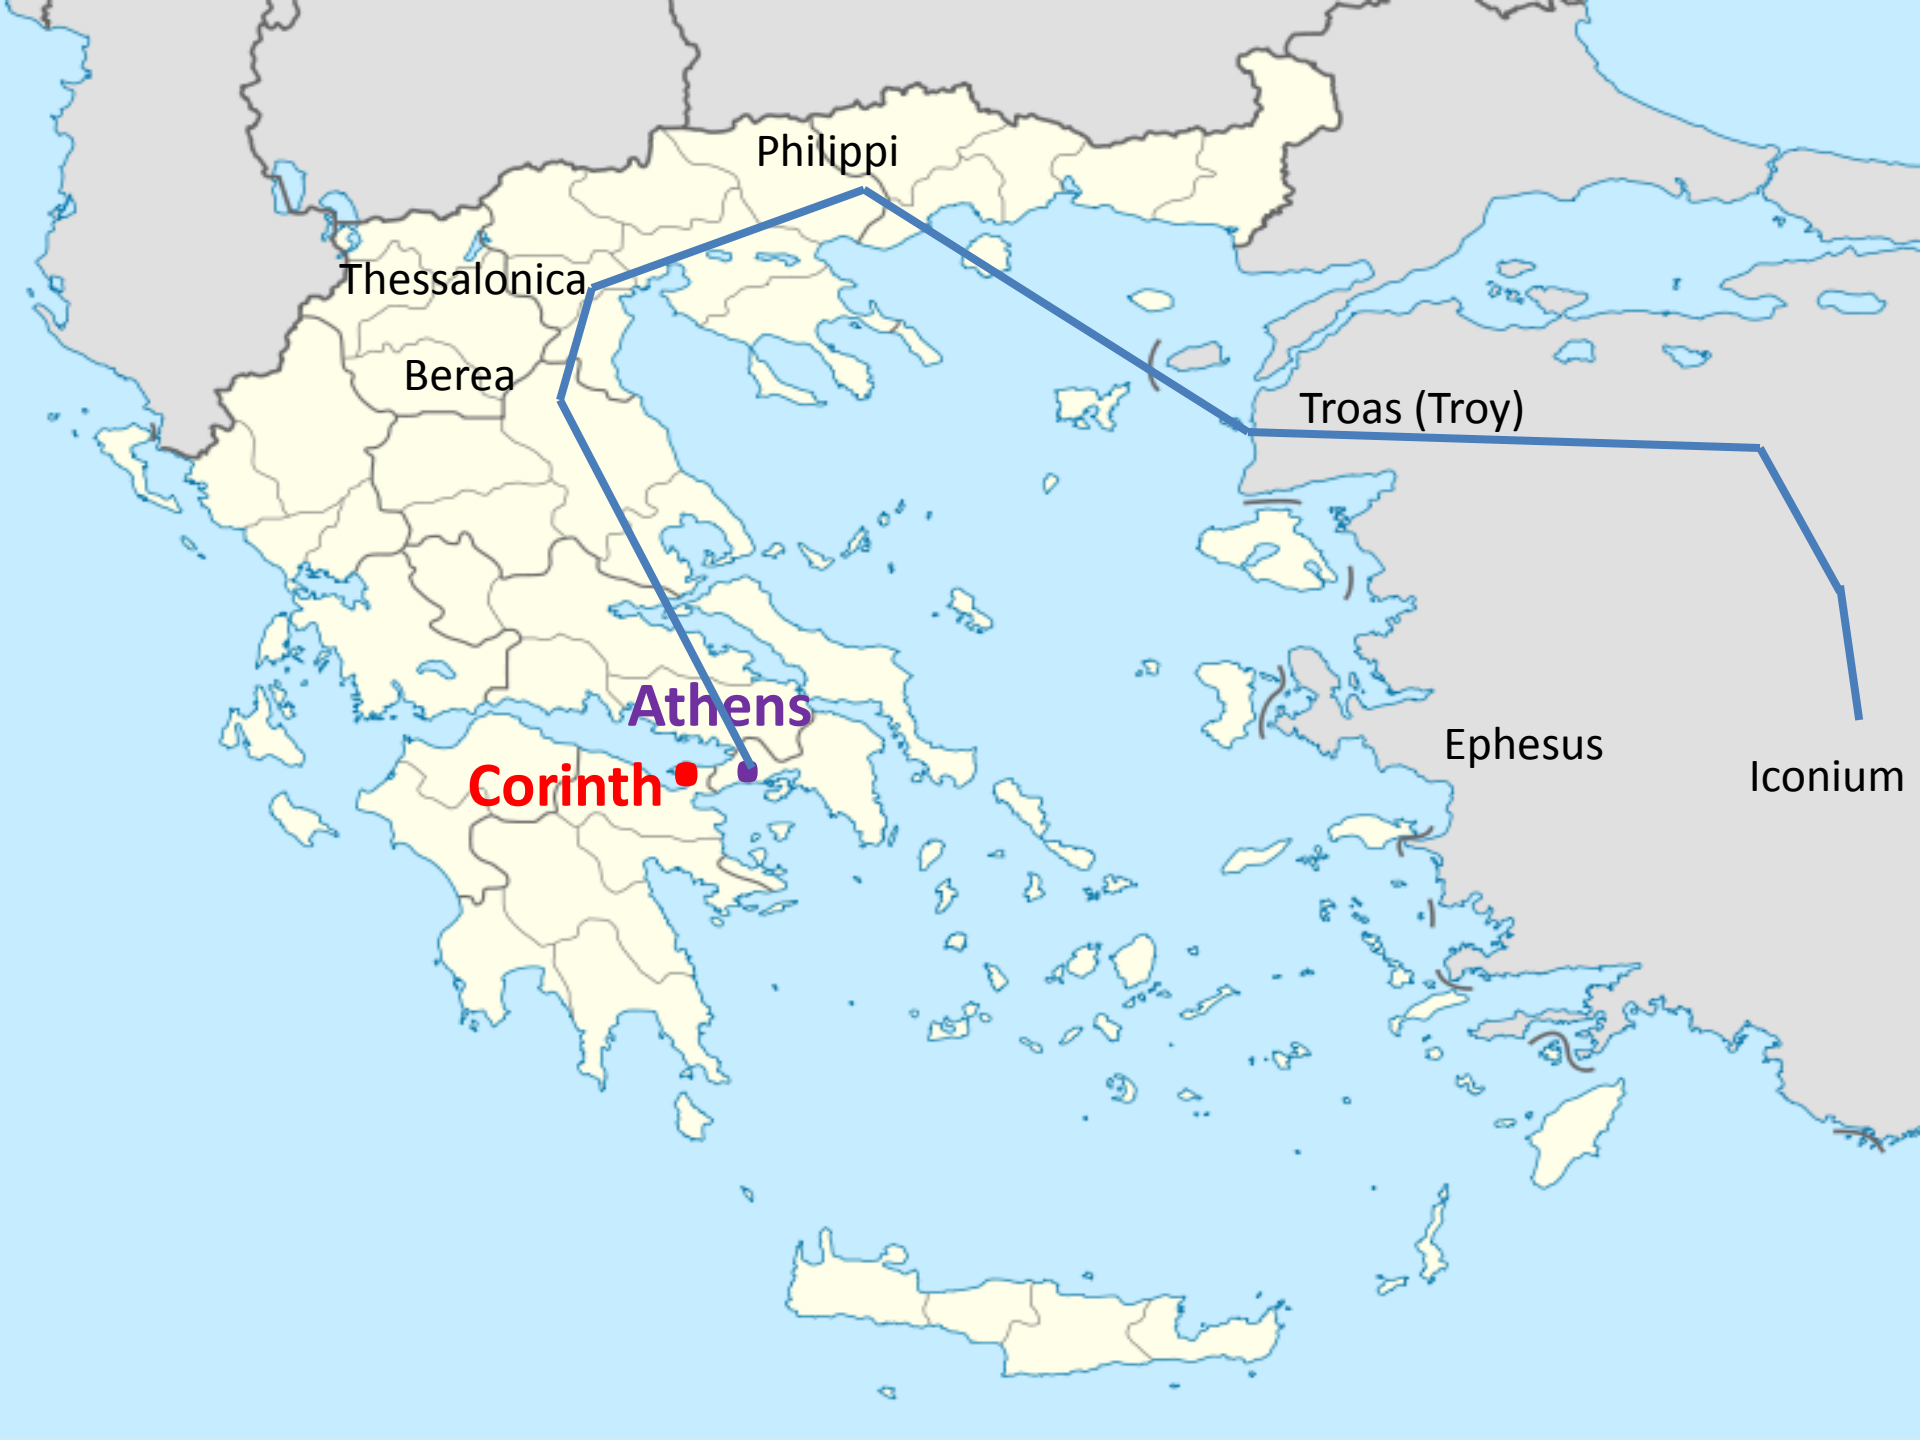 Philippi
Thessalonica
Berea
Troas (Troy)
Athens
Ephesus
Corinth
Iconium